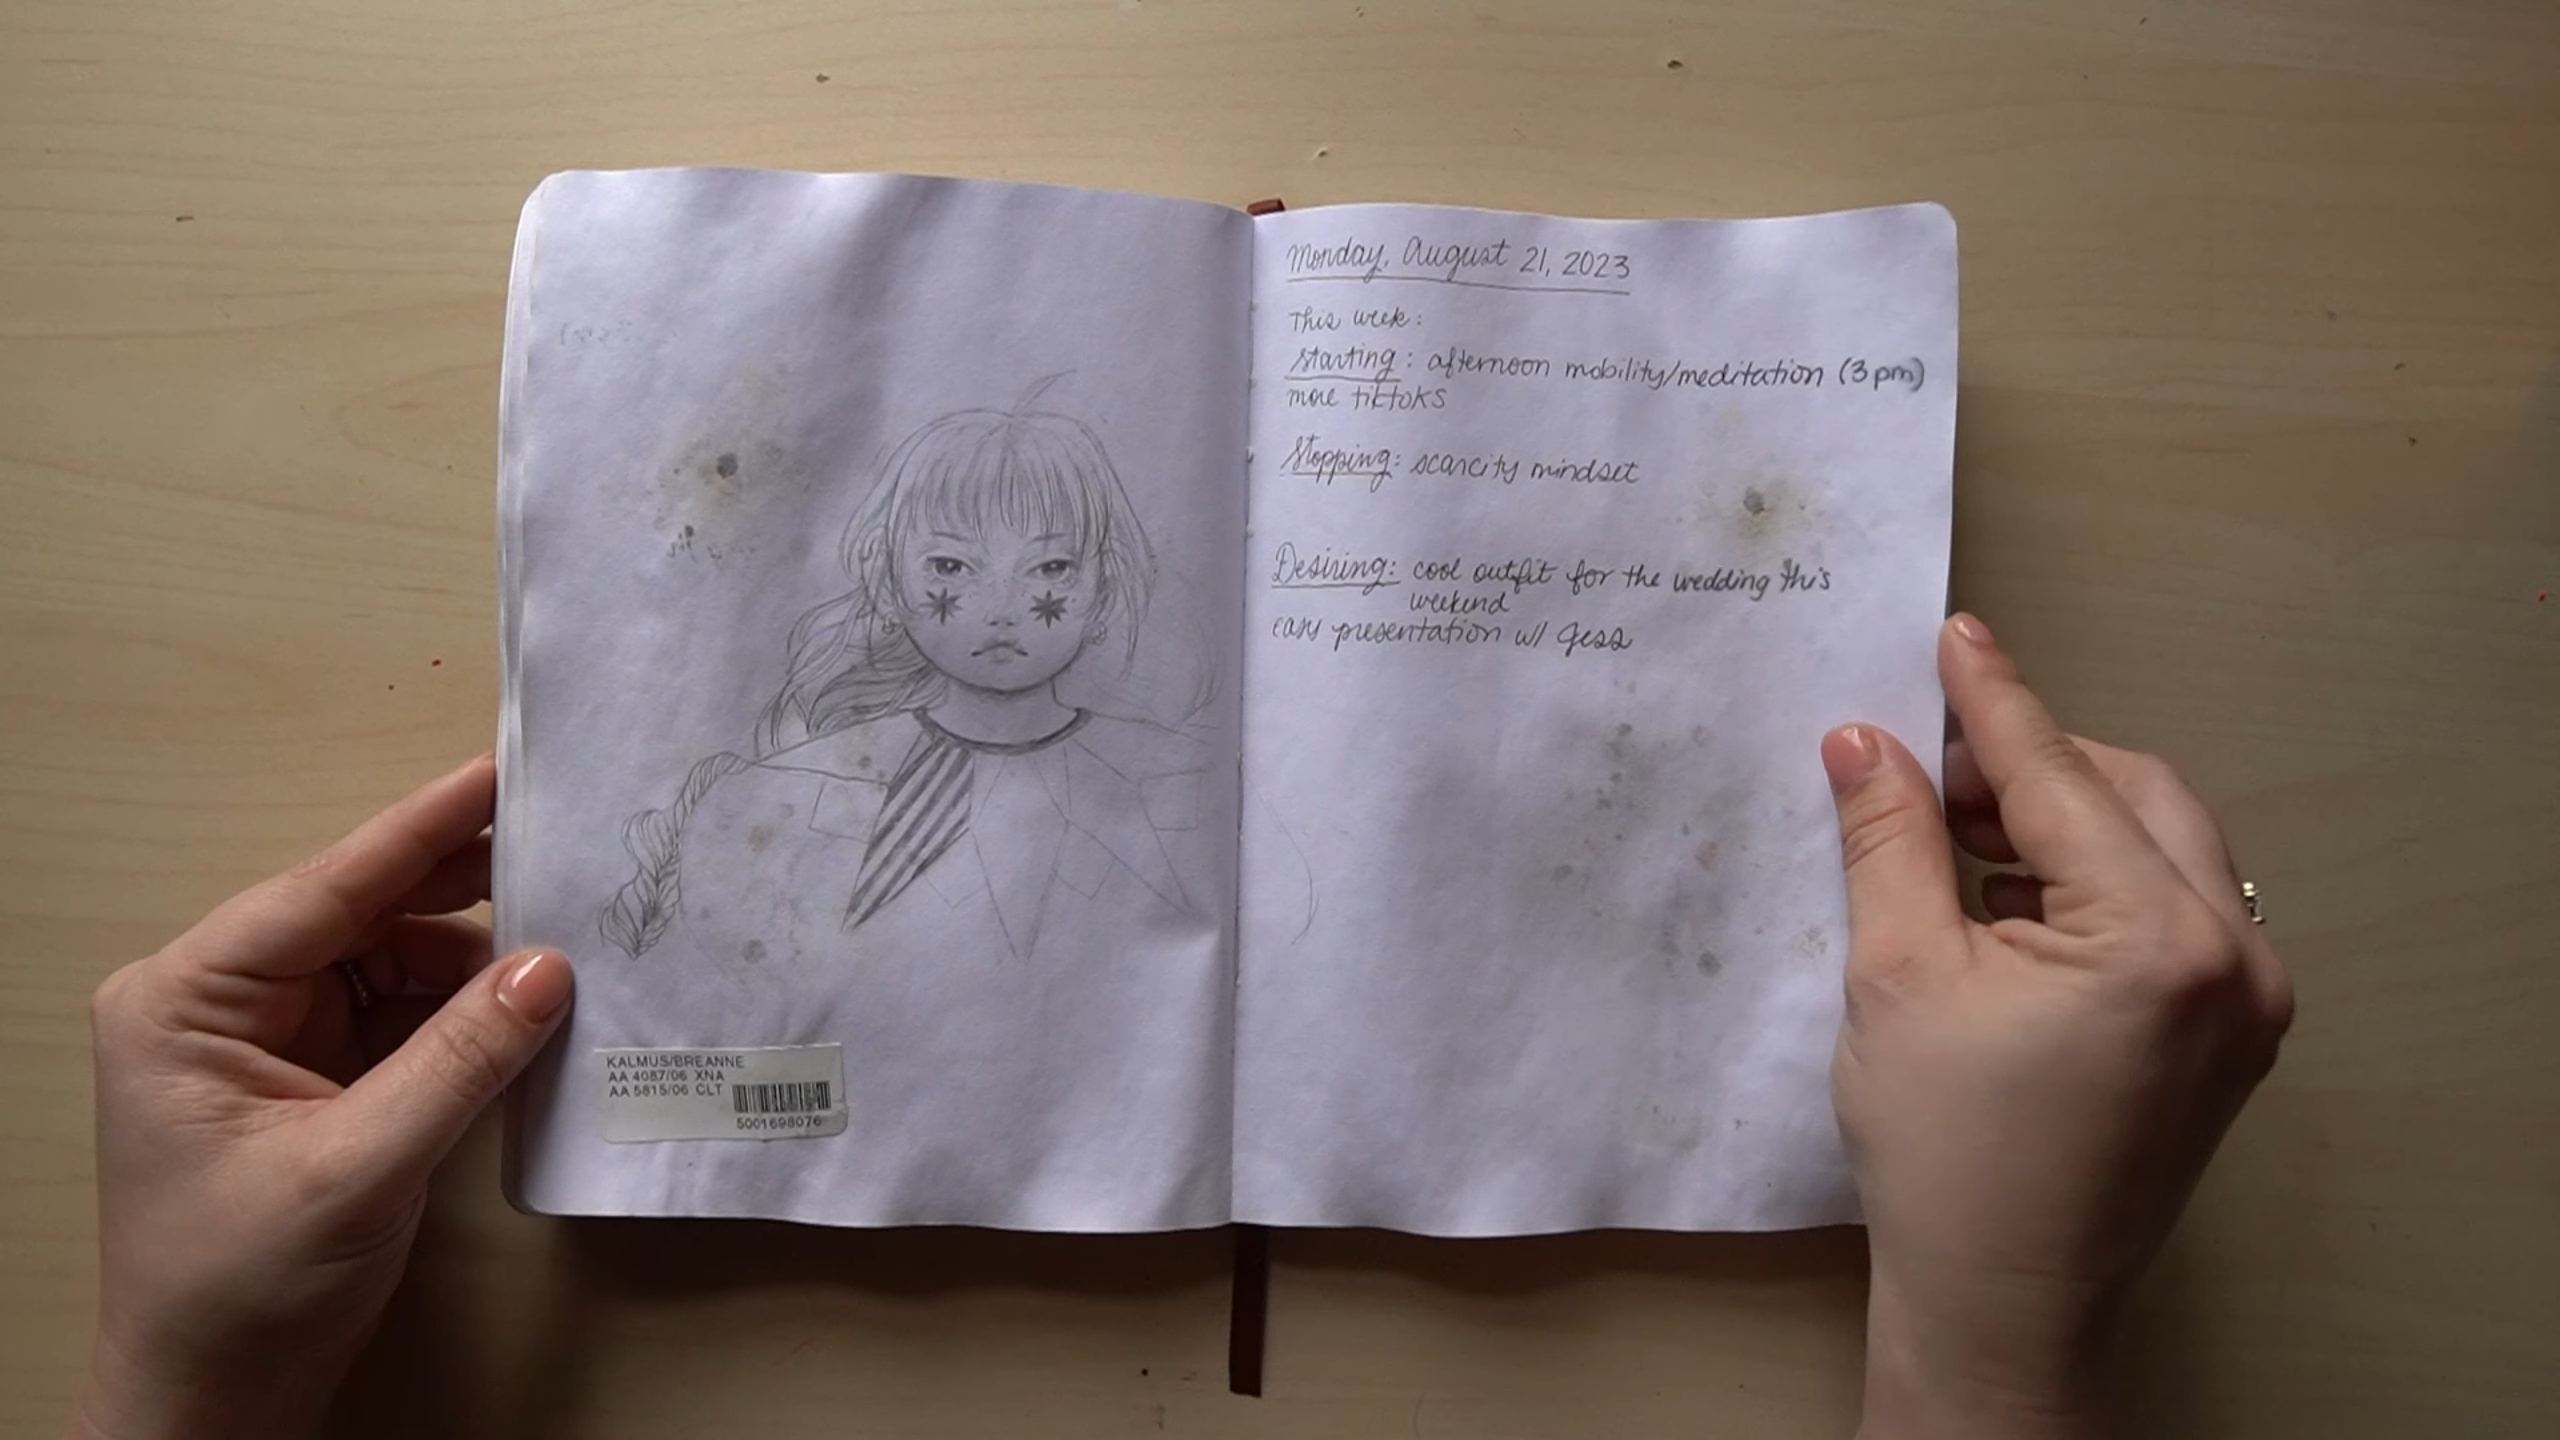 KALMUS/BREANNE
AA 4087/06 XNA
AA 5815/06 CLT
5001698076
Monday, August 21, 2023
This week:
Starting: afternoon mobility/meditation (3pm)
more tiktoks
Stopping: scarcity mindset
Desiring: cool outfit for the wedding this
weekend
easy presentation w/ Jess